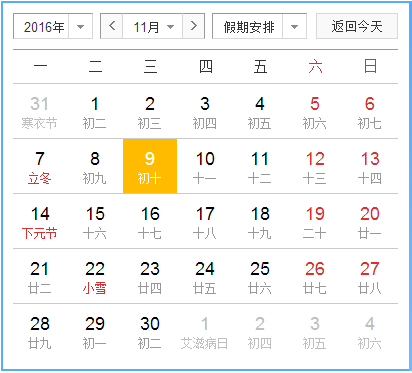 2016年 11月 假期安排 返回今天
一 二 三 四 五 六 日
31 1 2 3 4 5 6
寒衣节 初二 初三 初四 初五 初六 初七
7 8 9 10 11 12 13
立冬 初九 初十 十一 十二 十三 十四
14 15 16 17 18 19 20
下元节 十六 十七 十八 十九 二十 廿一
21 22 23 24 25 26 27
廿二 小雪 廿四 廿五 廿六 廿七 廿八
28 29 30 1 2 3 4
廿九 初一 初二 艾滋病日 初四 初五 初六